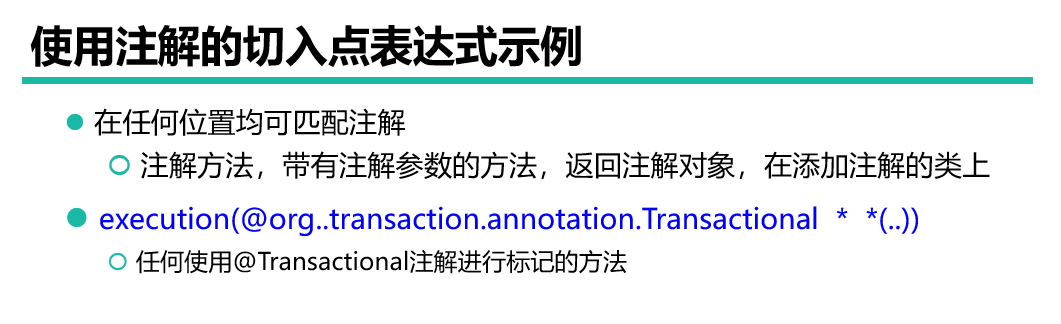 使用注解的切入点表达式示例
在任何位置均可匹配注解
注解方法，带有注解参数的方法，返回注解对象，在添加注解的类上
execution(@org..transaction.annotation.Transactional * *(..))
任何使用@Transactional注解进行标记的方法